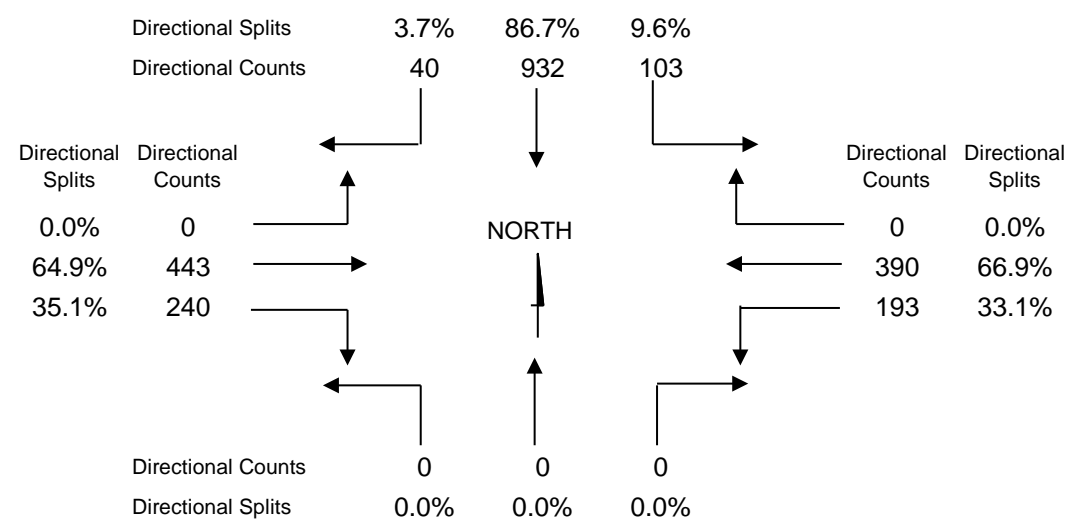 Directional Splits 3.7% 86.7% 9.6%
Directional Counts 40 932 103
Directional Directional Directional Directional
Splits Counts Counts Splits
0.0% 0 NORTH 0 0.0%
64.9% 443 390 66.9%
35.1% 240 193 33.1%
Directional Counts 0 0 0
Directional Splits 0.0% 0.0% 0.0%